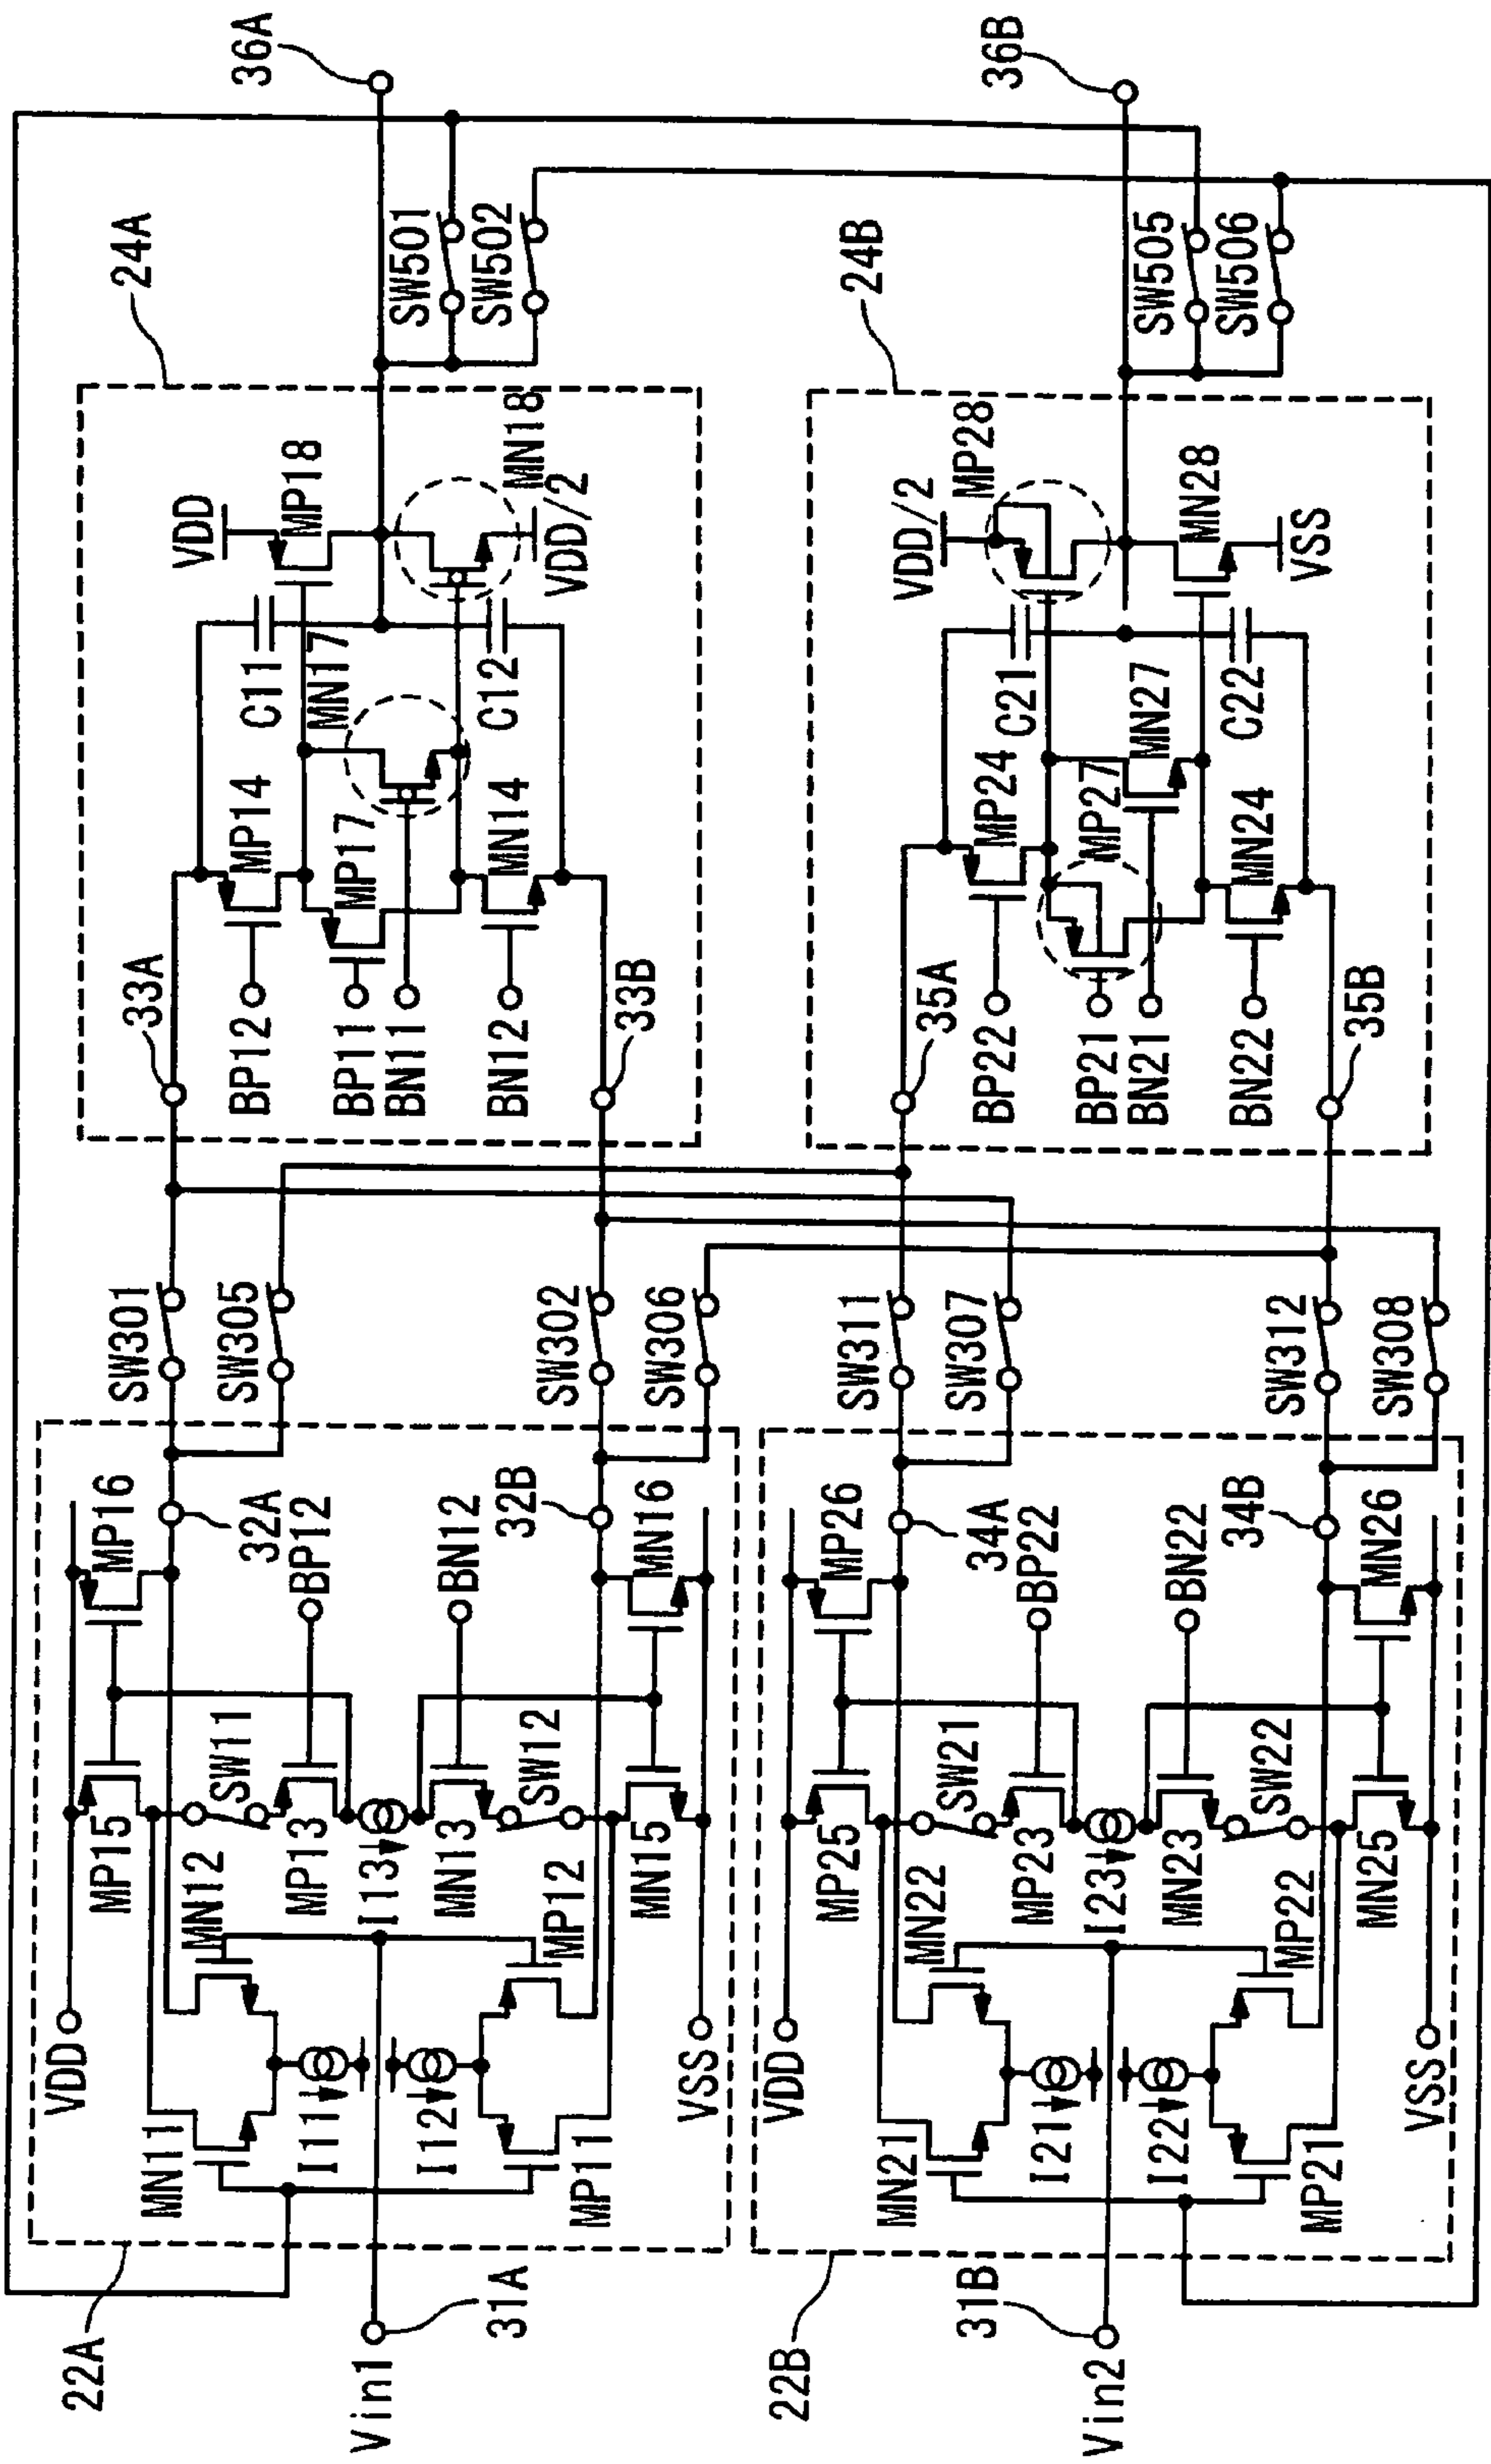 22A
VDD
MP15
MP16
MN11
MN12
SW11
32A
BP12
MP13
I11
I13
I12
MN13
BN12
SW12
32B
MP11
MP12
MN15
MN16
VSS
Vin1
31A
SW301
SW305
SW302
SW306
24A
33A
BP12
MP14
C11
VDD
MP18
MN17
BP11
MP17
BN11
BN12
MN14
C12
MN18
VDD/2
33B
36A
SW501
SW502
22B
VDD
MP25
MP26
MN21
MN22
SW21
34A
BP22
MP23
I21
I23
I22
MN23
BN22
SW22
34B
MP21
MP22
MN25
MN26
VSS
Vin2
31B
SW311
SW307
SW312
SW308
24B
35A
BP22
MP24
C21
VDD/2
MP28
BP21
MP27
BN21
MN27
BN22
MN24
C22
MN28
VSS
35B
36B
SW505
SW506